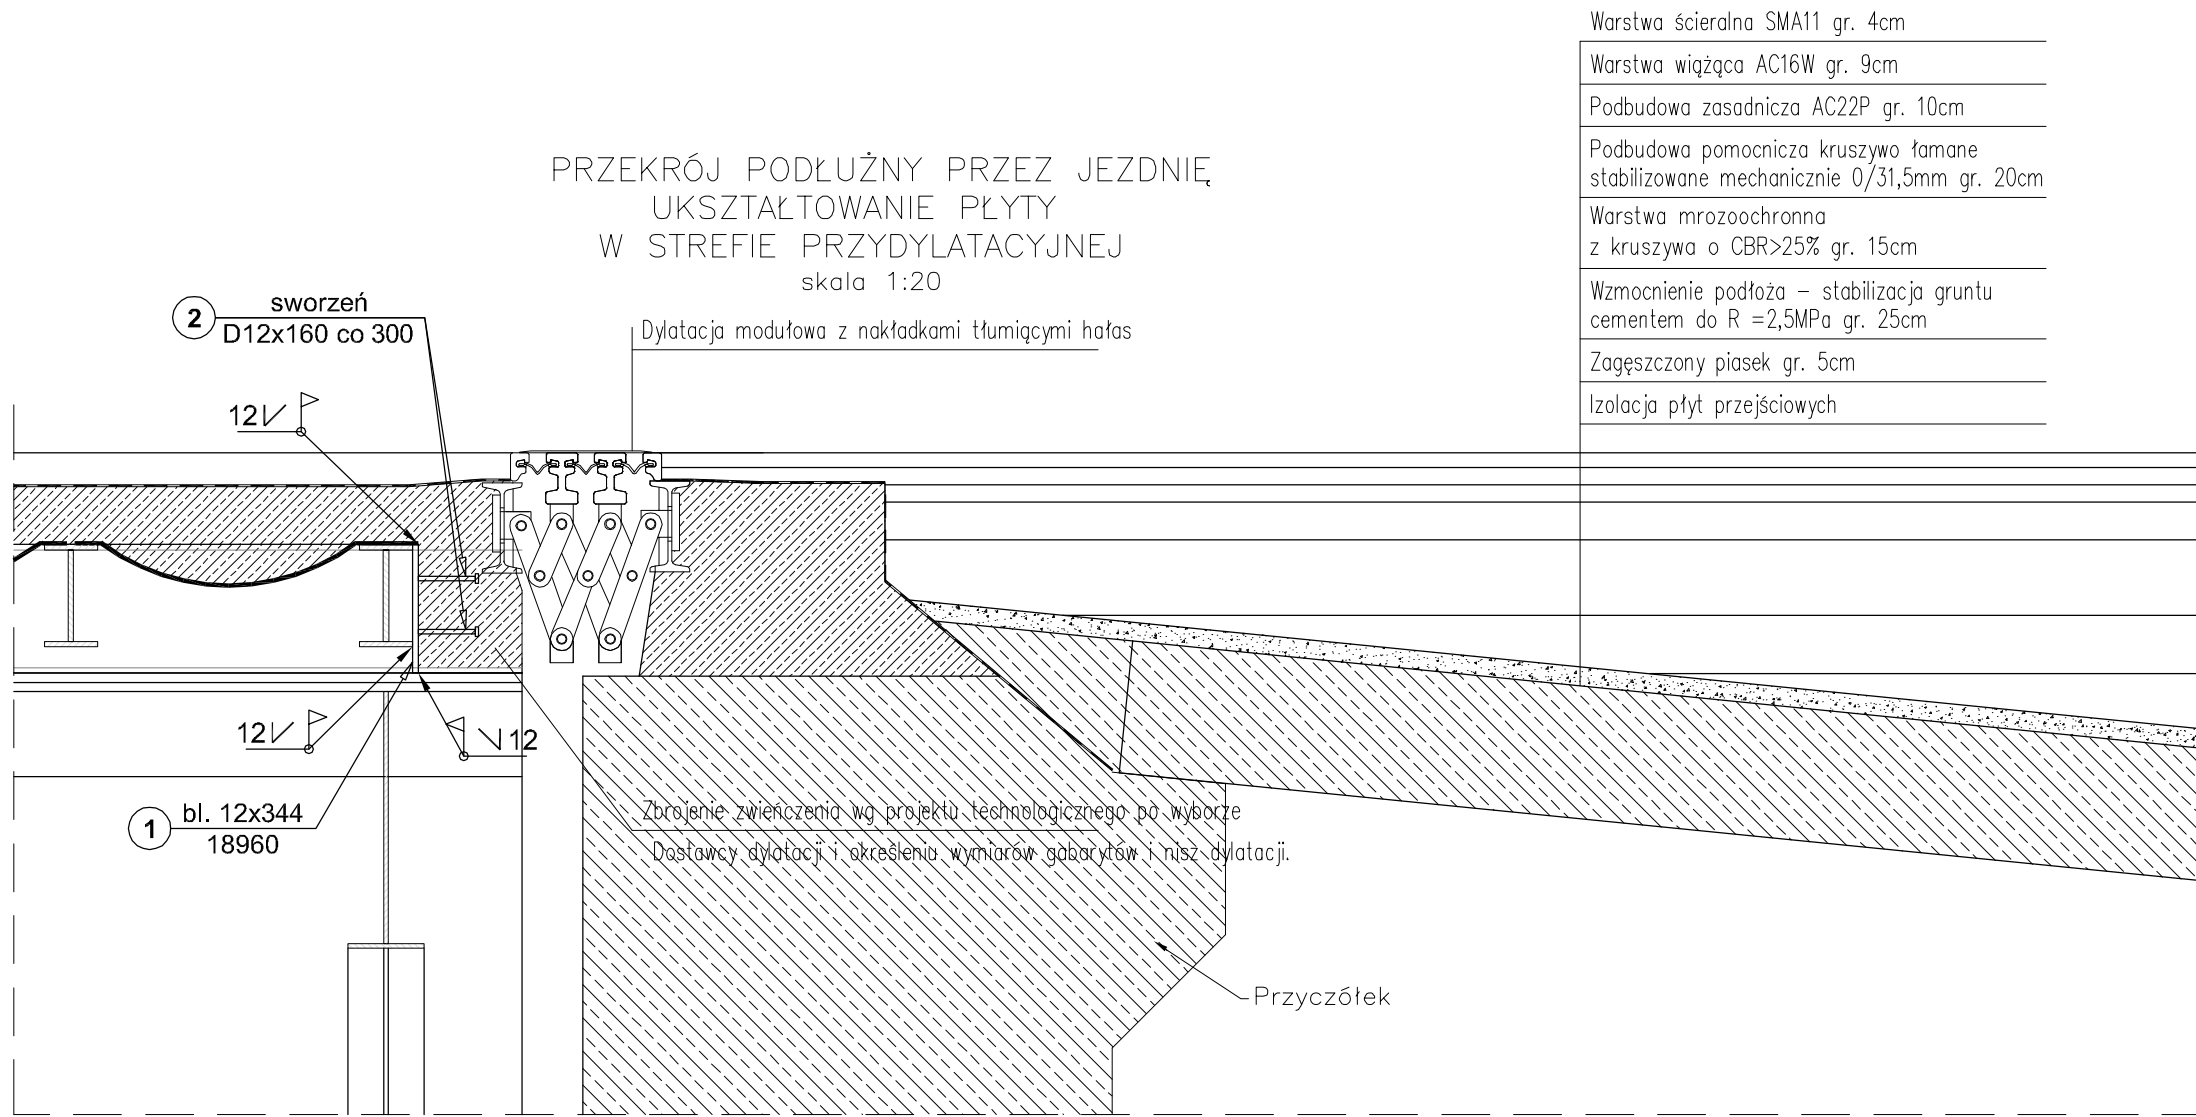 Warstwa ścieralna SMA11 gr. 4cm
Warstwa wiążąca AC16W gr. 9cm
Podbudowa zasadnicza AC22P gr. 10cm
Podbudowa pomocnicza kruszywo łamane
stabilizowane mechanicznie 0/31,5mm gr. 20cm
Warstwa mrozoochronna
z kruszywa o CBR>25% gr. 15cm
Wzmocnienie podłoża – stabilizacja gruntu
cementem do R =2,5MPa gr. 25cm
Zagęszczony piasek gr. 5cm
Izolacja płyt przejściowych
PRZEKRÓJ PODŁUŻNY PRZEZ JEZDNIĘ
UKSZTAŁTOWANIE PŁYTY
W STREFIE PRZYDYLATACYJNEJ
skala 1:20
2 sworzeń
D12x160 co 300
Dylatacja modułowa z nakładkami tłumiącymi hałas
12
12
12
1 bl. 12x344
18960
Zbrojenie zwieńczenia wg projektu technologicznego po wyborze
Dostawcy dylatacji i określeniu wymiarów gabarytów i nisz dylatacji.
Przyczółek